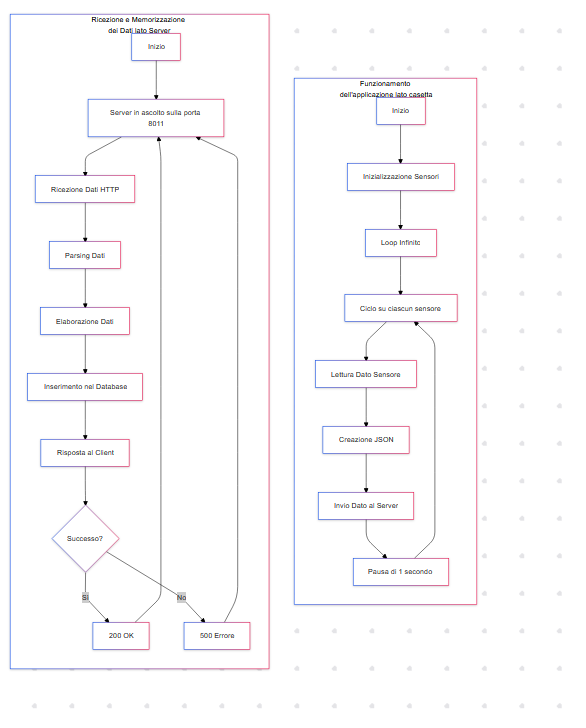 Ricezione e Memorizzazione
dei Dati lato Server
Inizio
Server in ascolto sulla porta
8011
Ricezione Dati HTTP
Parsing Dati
Elaborazione Dati
Inserimento nel Database
Risposta al Client
Successo?
Sì
No
200 OK
500 Errore
Funzionamento
dell'applicazione lato casetta
Inizio
Inizializzazione Sensori
Loop Infinito
Ciclo su ciascun sensore
Lettura Dato Sensore
Creazione JSON
Invio Dato al Server
Pausa di 1 secondo